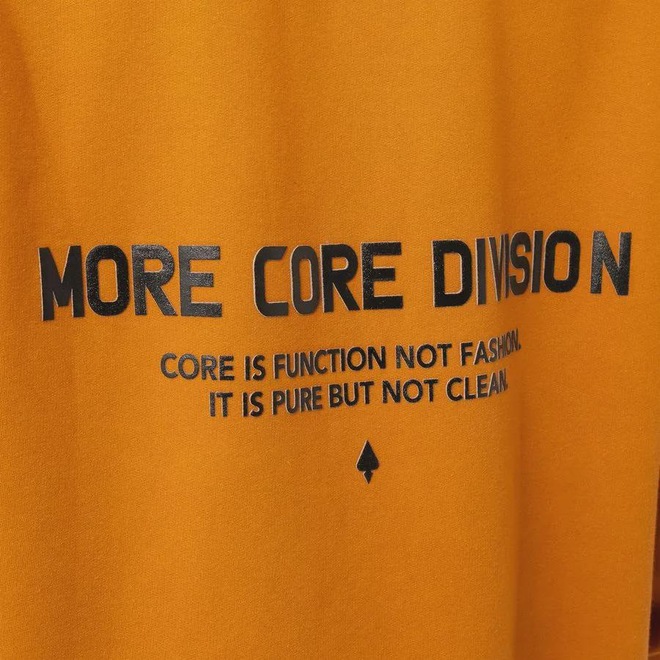 MORE CORE DIVISION
CORE IS FUNCTION NOT FASHION.
IT IS PURE BUT NOT CLEAN.